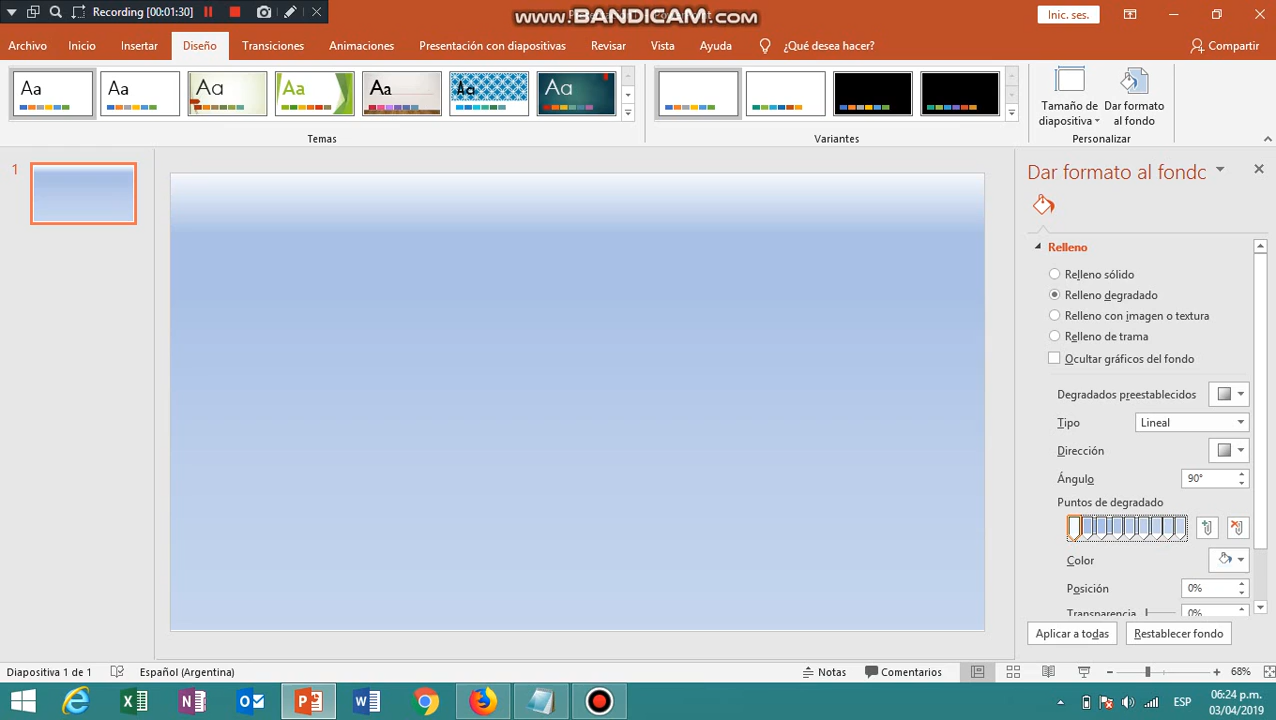 Recording [00:01:30]
www.BANDICAM.com
Inic. ses.
Archivo
Inicio
Insertar
Diseño
Transiciones
Animaciones
Presentación con diapositivas
Revisar
Vista
Ayuda
¿Qué desea hacer?
Compartir
Aa
Aa
Aa
Aa
Aa
Aa
Aa
Tamaño de
diapositiva
Dar formato
al fondo
Temas
Variantes
Personalizar
1
Dar formato al fondo
Relleno
Relleno sólido
Relleno degradado
Relleno con imagen o textura
Relleno de trama
Ocultar gráficos del fondo
Degradados preestablecidos
Tipo
Lineal
Dirección
Ángulo
90°
Puntos de degradado
Color
Posición
0%
Transparencia
0%
Aplicar a todas
Restablecer fondo
Diapositiva 1 de 1
Español (Argentina)
Notas
Comentarios
68%
ESP
06:24 p.m.
03/04/2019